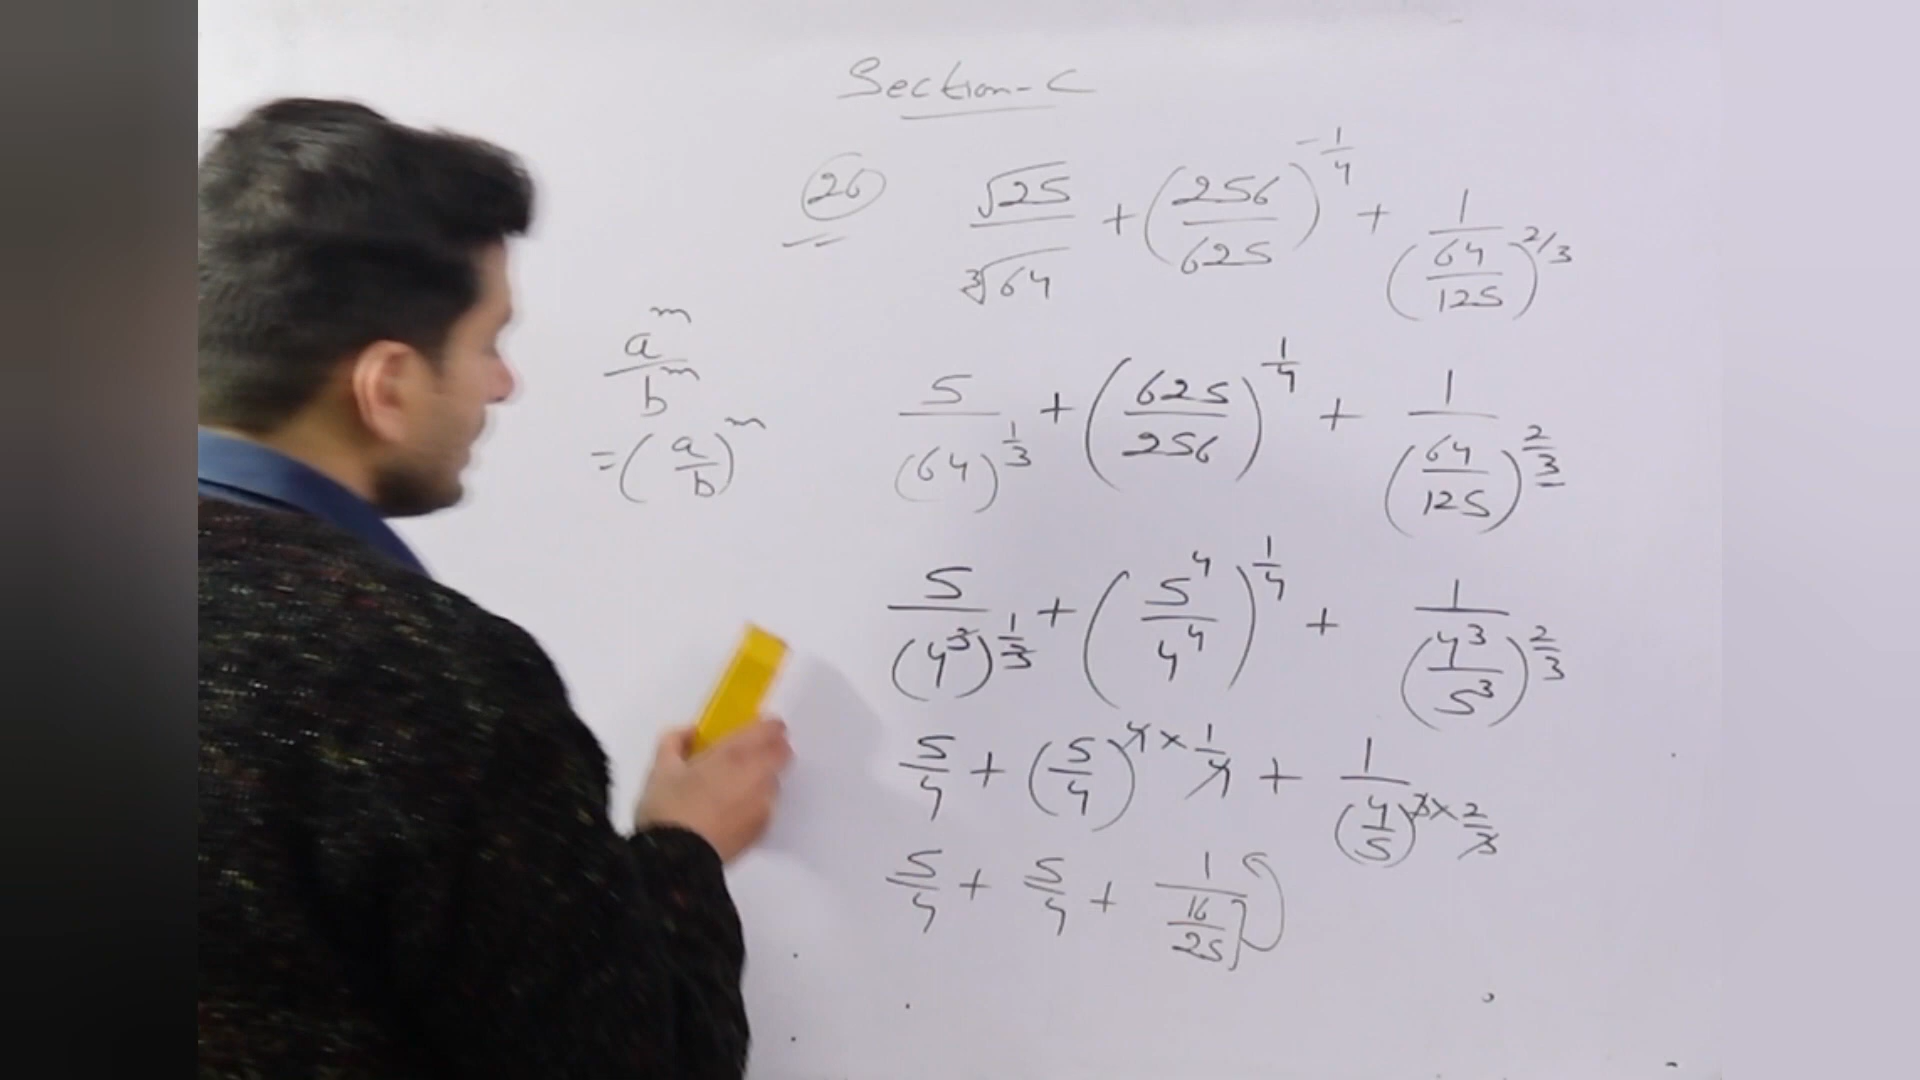 Section-C
26 √25/∛64 + (256/625)^(-1/4) + 1/(64/125)^(2/3)
a^m/b^m
= (a/b)^m
5/(64)^(1/3) + (625/256)^(1/4) + 1/(64/125)^(2/3)
5/(4^3)^(1/3) + (5^4/4^4)^(1/4) + 1/(4^3/5^3)^(2/3)
5/4 + (5/4)^(4×1/4) + 1/(4/5)^(3×2/3)
5/4 + 5/4 + 1/(16/25)